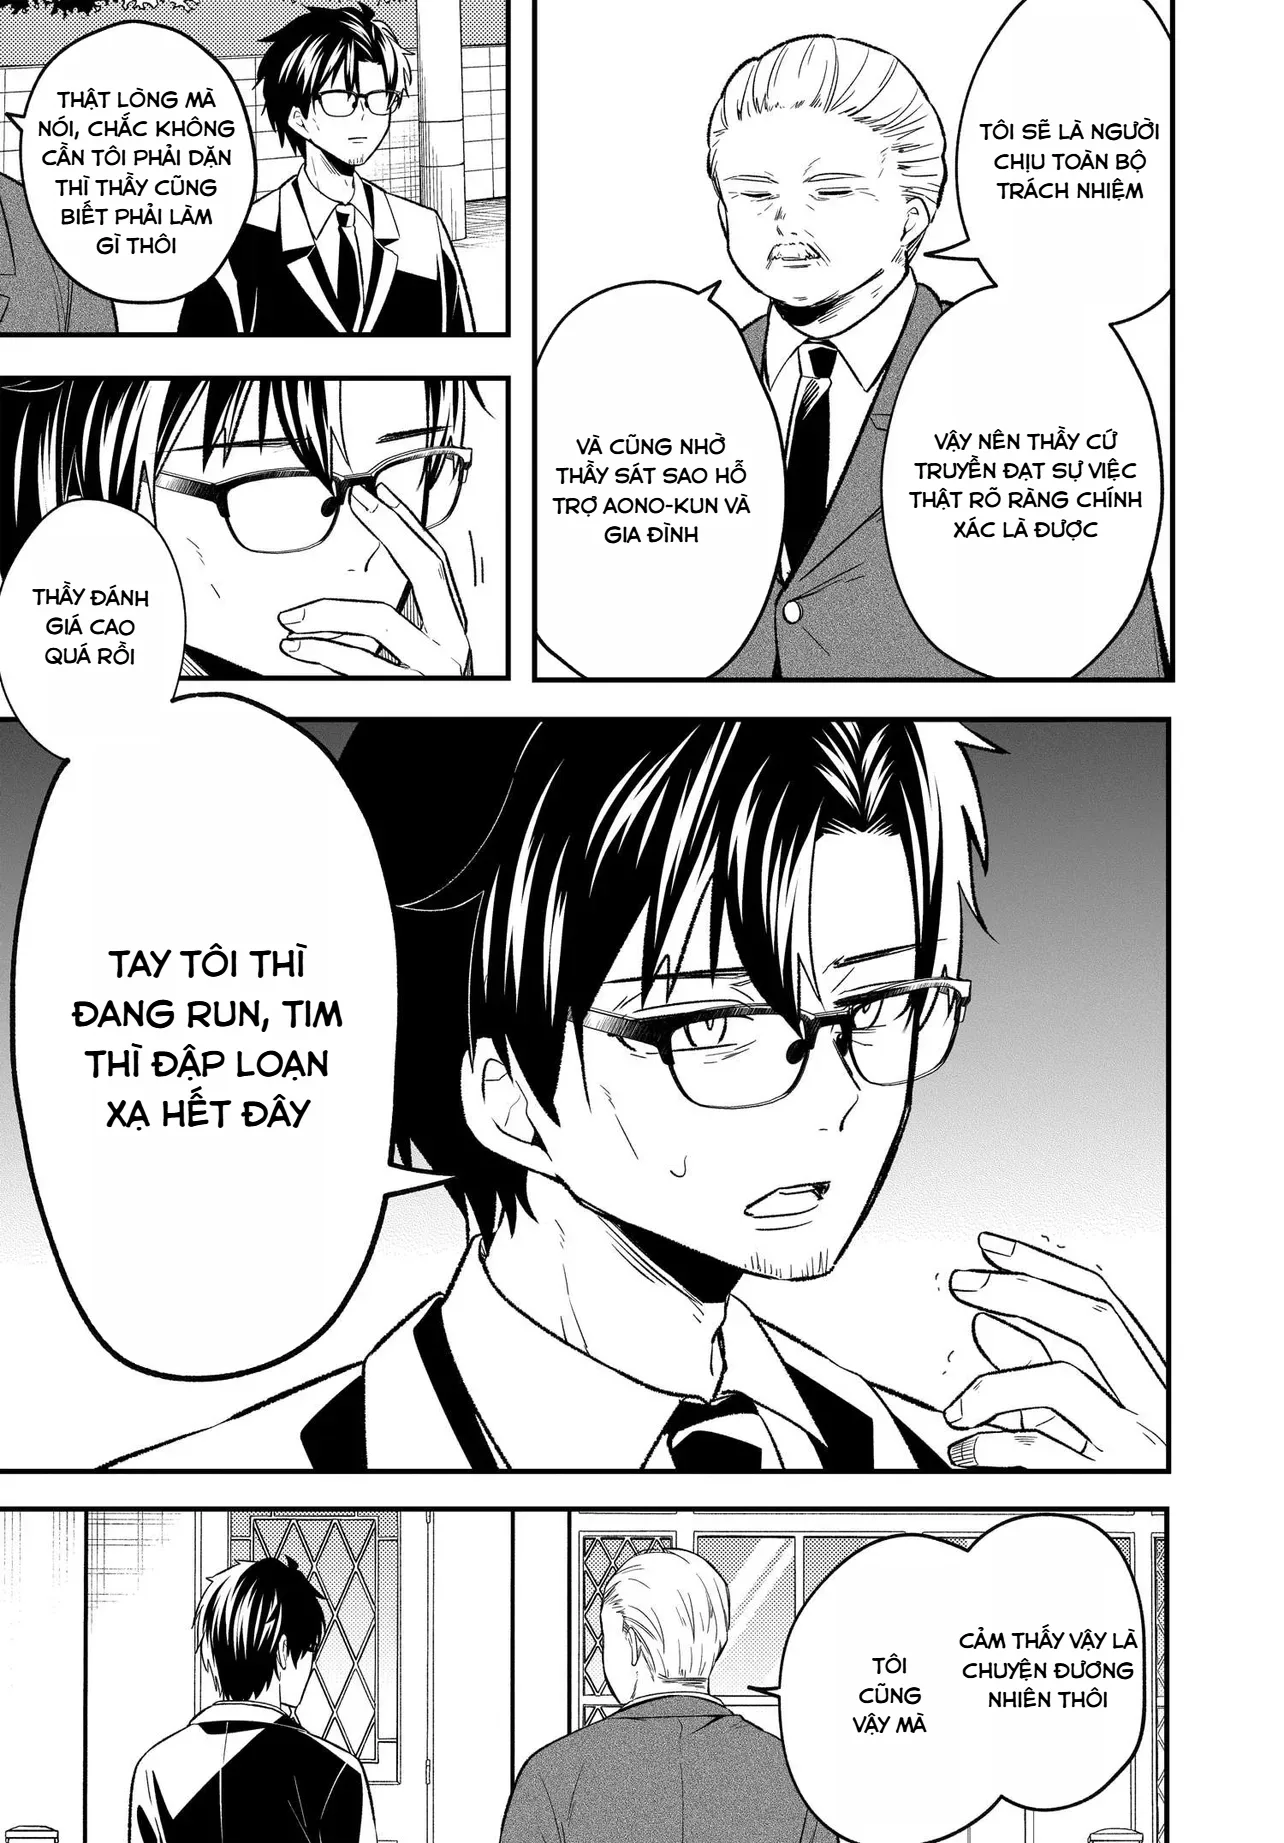 TÔI SẼ LÀ NGƯỜI
CHỊU TOÀN BỘ
TRÁCH NHIỆM
VẬY NÊN THẦY CỨ
TRUYỀN ĐẠT SỰ VIỆC
THẬT RÕ RÀNG CHÍNH
XÁC LÀ ĐƯỢC
VÀ CŨNG NHỜ
THẦY SÁT SAO HỖ
TRỢ AONO-KUN VÀ
GIA ĐÌNH
THẬT LÒNG MÀ
NÓI, CHẮC KHÔNG
CẦN TÔI PHẢI DẶN
THÌ THẦY CŨNG
BIẾT PHẢI LÀM
GÌ THÔI
THẦY ĐÁNH
GIÁ CAO
QUÁ RỒI
TAY TÔI THÌ
ĐANG RUN, TIM
THÌ ĐẬP LOẠN
XẠ HẾT ĐÂY
CẢM THẤY VẬY LÀ
CHUYỆN ĐƯƠNG
NHIÊN THÔI
TÔI
CŨNG
VẬY MÀ